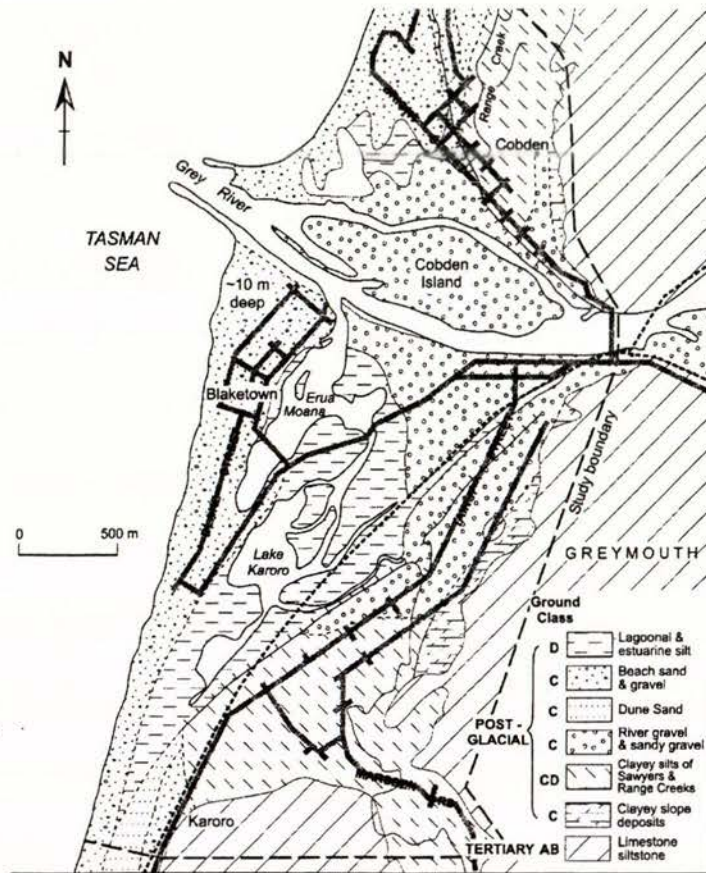 N
Creek
Range
Cobden
Grey River
TASMAN
SEA
Cobden
Island
~10 m
deep
Blaketown
Erua
Moana
0 500 m
Lake
Karoro
Study boundary
GREYMOUTH
Ground
Class
D Lagoonal &
estuarine silt
C Beach sand
& gravel
C Dune Sand
POST-
GLACIAL
C River gravel
& sandy gravel
CD Clayey silts of
Sawyers &
Range Creeks
C Clayey slope
deposits
TERTIARY AB Limestone
siltstone
MARSDEN RD
Karoro